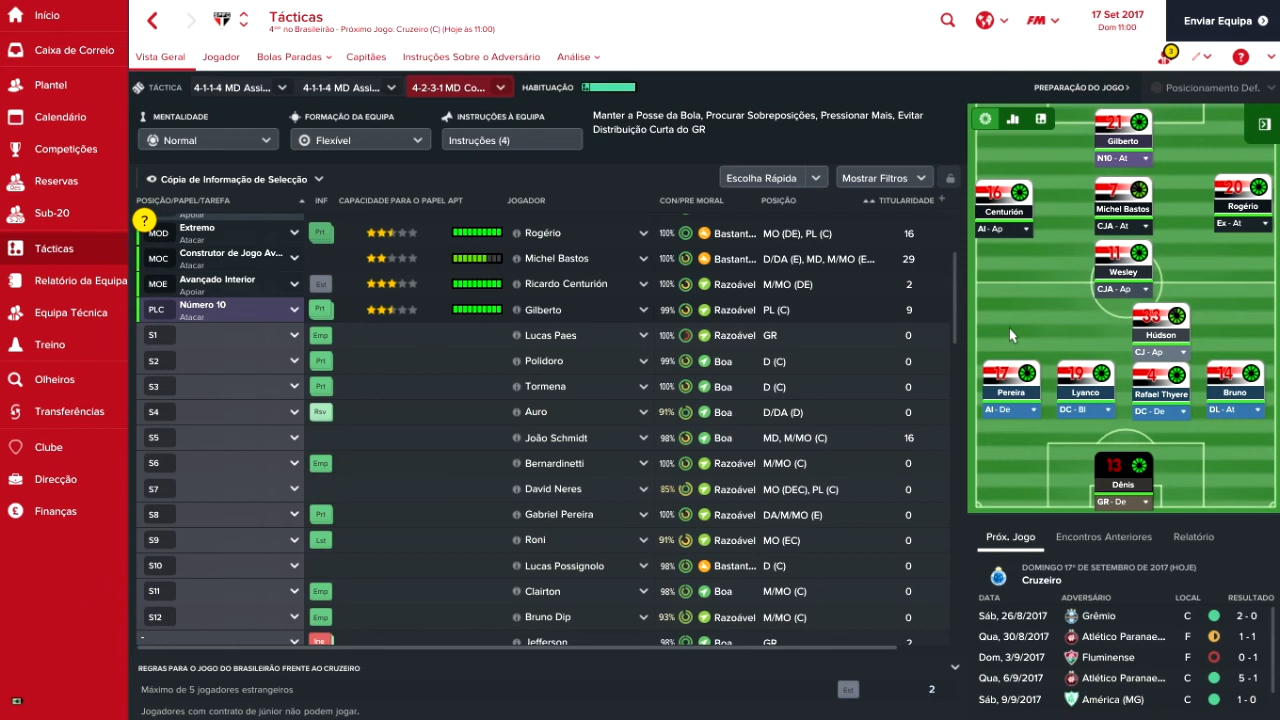 Início
Caixa de Correio
Plantel
Calendário
Competições
Reservas
Sub-20
Tácticas
Relatório da Equipa
Equipa Técnica
Treino
Olheiros
Transferências
Clube
Direcção
Finanças
Tácticas
4ºº no Brasileirão - Próximo Jogo: Cruzeiro (C) (Hoje às 11:00)
FM
17 Set 2017
Dom 11:00
Enviar Equipa
Vista Geral Jogador Bolas Paradas Capitães Instruções Sobre o Adversário Análise
3
?
TÁCTICA 4-1-1-4 MD Assi... 4-1-1-4 MD Assi... 4-2-3-1 MD Co... HABITUAÇÃO PREPARAÇÃO DO JOGO Posicionamento Def.
MENTALIDADE FORMAÇÃO DA EQUIPA INSTRUÇÕES À EQUIPA
Normal Flexível Instruções (4)
Manter a Posse da Bola, Procurar Sobreposições, Pressionar Mais, Evitar
Distribuição Curta do GR
Cópia de Informação de Selecção Escolha Rápida Mostrar Filtros
POSIÇÃO/PAPEL/TAREFA INF CAPACIDADE PARA O PAPEL APT JOGADOR CON/PRE MORAL POSIÇÃO TITULARIDADE
?
Apoiar
MOD Extremo Atacar Prt Rogério 100% Bastant... MO (DE), PL (C) 16
MOC Construtor de Jogo Av... Atacar Michel Bastos 100% Bastant... D/DA (E), MD, M/MO (E... 29
MOE Avançado Interior Apoiar Est Ricardo Centurión 100% Razoável M/MO (DE) 2
PLC Número 10 Atacar Prt Gilberto 99% Razoável PL (C) 9
S1 Emp Lucas Paes 100% Razoável GR 0
S2 Prt Polidoro 99% Boa D (C) 0
S3 Prt Tormena 100% Boa D (C) 0
S4 Rsv Auro 91% Boa D/DA (D) 0
S5 João Schmidt 98% Boa MD, M/MO (C) 16
S6 Emp Bernardinetti 100% Razoável M/MO (C) 0
S7 David Neres 85% Razoável MO (DEC), PL (C) 0
S8 Prt Gabriel Pereira 100% Razoável DA/M/MO (E) 0
S9 Lst Roni 91% Razoável MO (EC) 0
S10 Lucas Possignolo 98% Bastant... D (C) 0
S11 Emp Clairton 98% Boa M/MO (C) 0
S12 Emp Bruno Dip 93% Razoável M/MO (C) 0
- Ine Jefferson 98% Boa GR 2
REGRAS PARA O JOGO DO BRASILEIRÃO FRENTE AO CRUZEIRO
Máximo de 5 jogadores estrangeiros Est 2
Jogadores com contrato de júnior não podem jogar.
21
Gilberto
N10 - At
16
Centurión
AI - Ap
7
Michel Bastos
CJA - At
20
Rogério
Ex - At
11
Wesley
CJA - Ap
33
Húdson
CJ - Ap
17
Pereira
AI - De
19
Lyanco
DC - Bl
4
Rafael Thyere
DC - De
14
Bruno
DL - At
13
Dênis
GR - De
Próx. Jogo Encontros Anteriores Relatório
DOMINGO 17º DE SETEMBRO DE 2017 (HOJE)
Cruzeiro
DATA ADVERSÁRIO LOCAL RESULTADO
Sáb, 26/8/2017 Grêmio C 2 - 0
Qua, 30/8/2017 Atlético Paranae... F 1 - 1
Dom, 3/9/2017 Fluminense F 0 - 1
Qua, 6/9/2017 Atlético Paranae... C 5 - 1
Sáb, 9/9/2017 América (MG) C 1 - 0